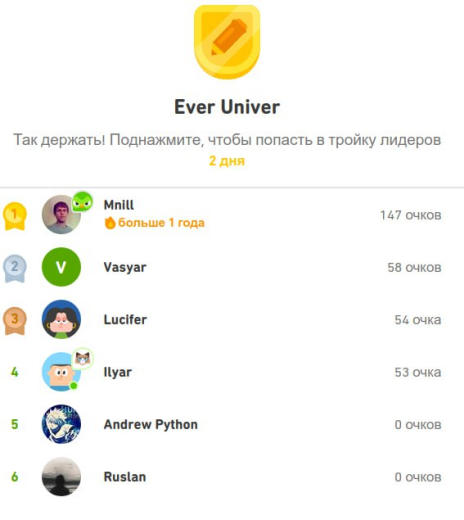 Ever Univer
Так держать! Поднажмите, чтобы попасть в тройку лидеров
2 дня
1 Mnill 147 очков
больше 1 года
2 V Vasyar 58 очков
3 Lucifer 54 очка
4 Ilyar 53 очка
5 Andrew Python 0 очков
6 Ruslan 0 очков